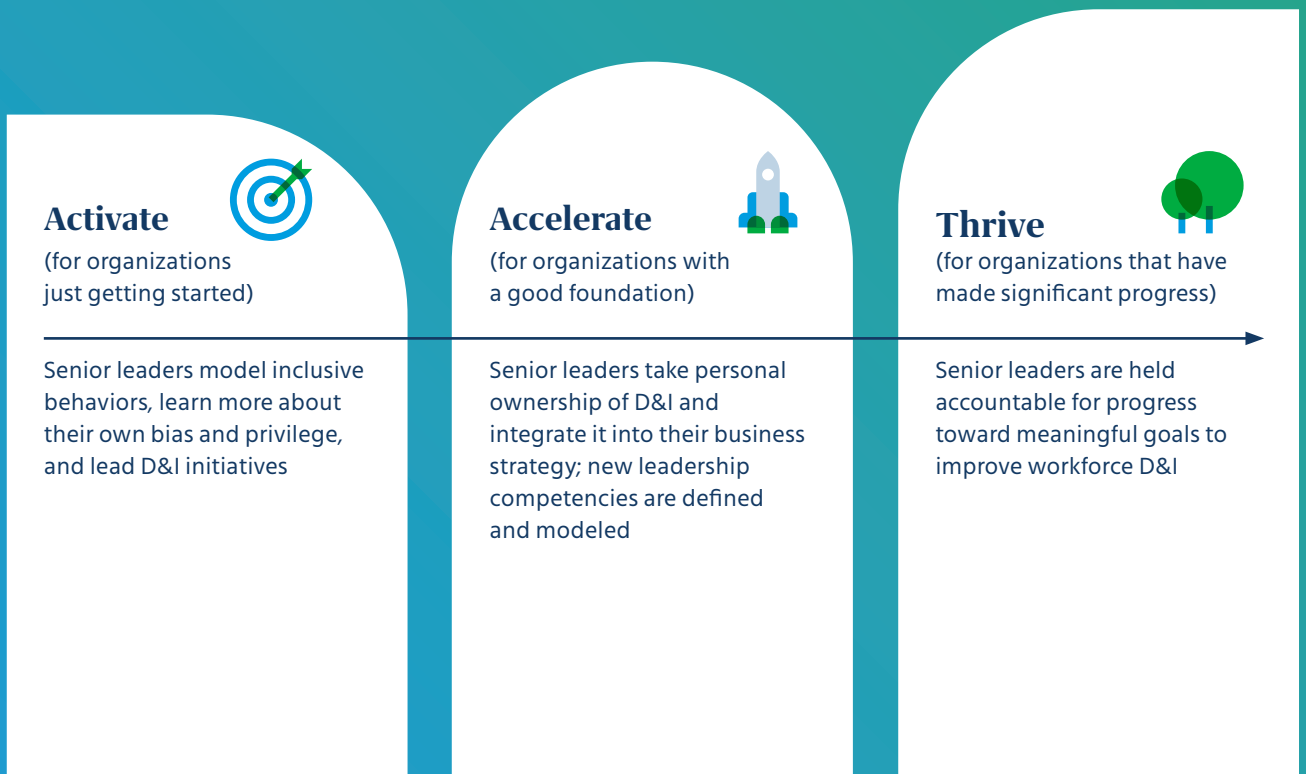 Activate
(for organizations
just getting started)
Senior leaders model inclusive
behaviors, learn more about
their own bias and privilege,
and lead D&I initiatives
Accelerate
(for organizations with
a good foundation)
Senior leaders take personal
ownership of D&I and
integrate it into their business
strategy; new leadership
competencies are defined
and modeled
Thrive
(for organizations that have
made significant progress)
Senior leaders are held
accountable for progress
toward meaningful goals to
improve workforce D&I